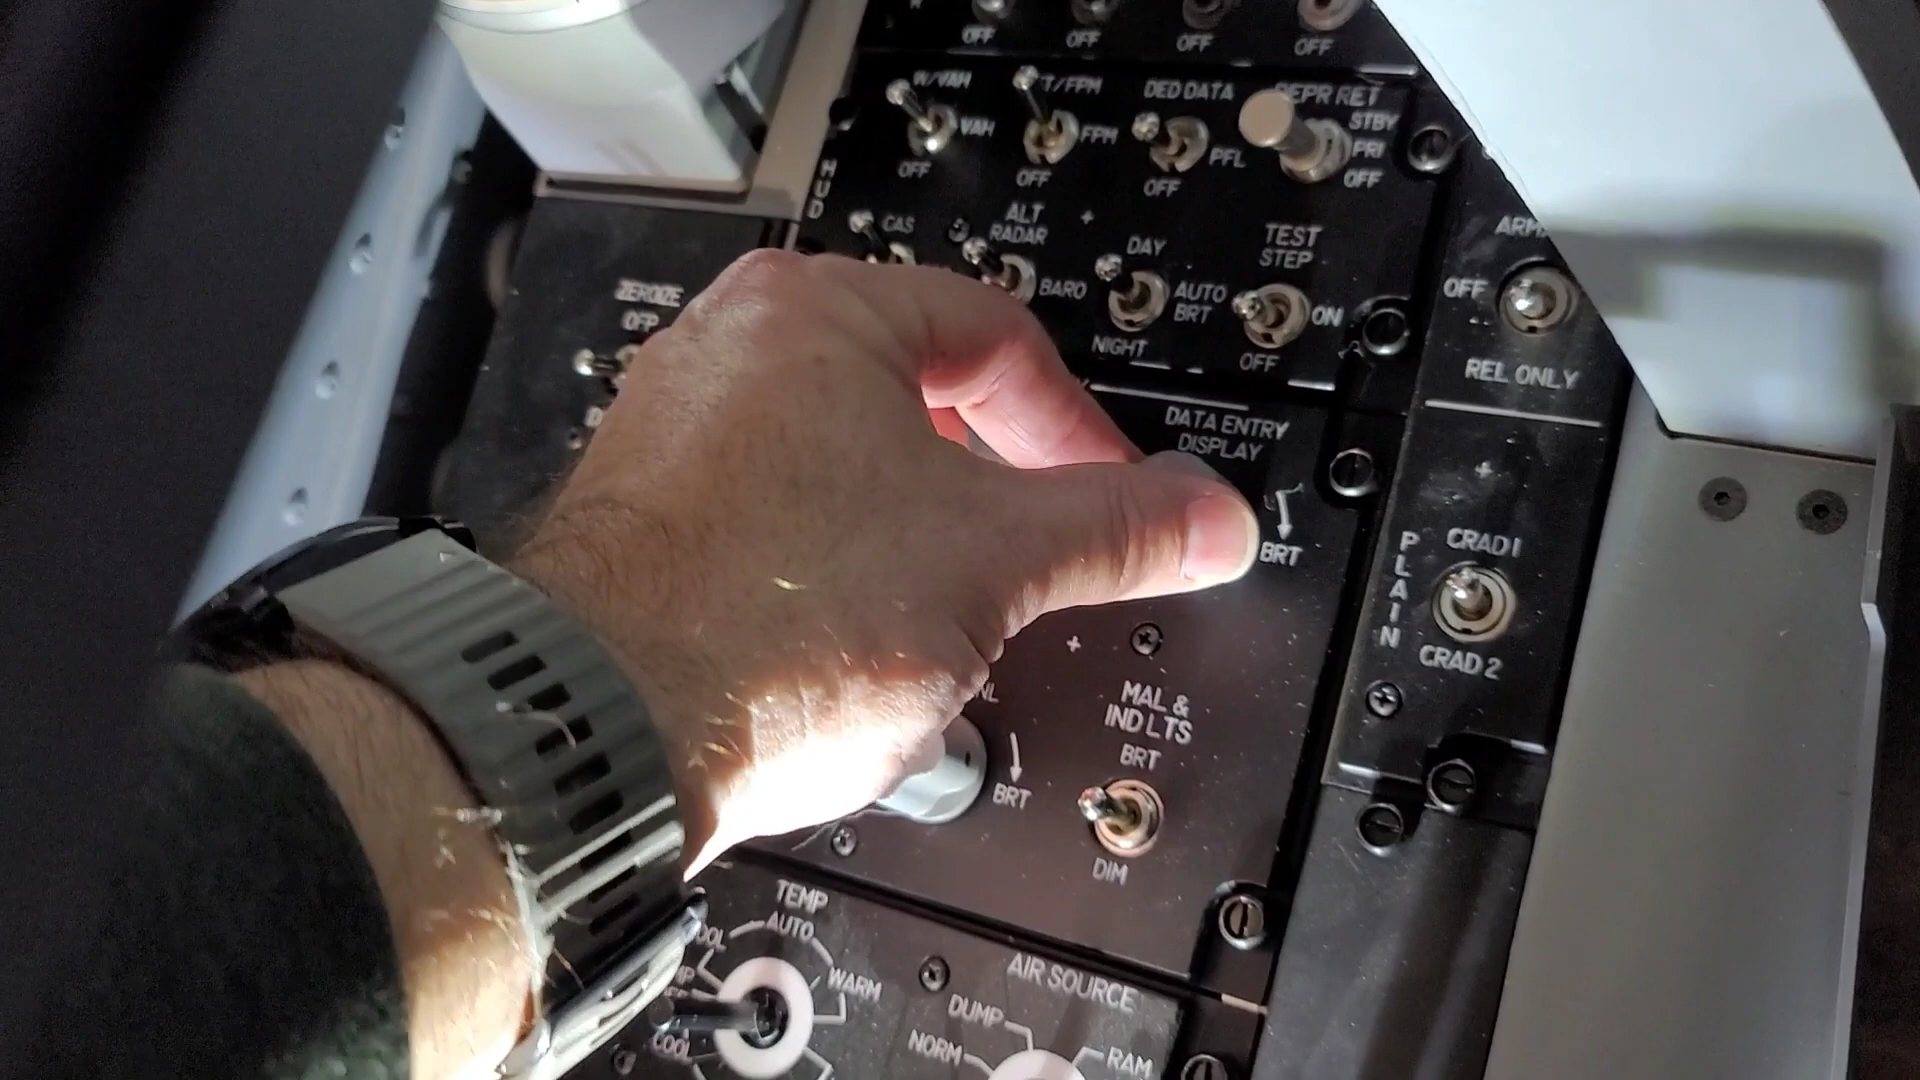 OFF
OFF
OFF
OFF
V/VAH
VAH
OFF
FPM
OFF
DED DATA
PFL
OFF
DEPR RET
STBY
PRI
OFF
HUD
CAS
ALT
RADAR
BARO
DAY
AUTO
BRT
NIGHT
TEST
STEP
ON
OFF
OFF
REL ONLY
ZEROIZE
OFP
DATA ENTRY
DISPLAY
BRT
PLAIN
CRAD 1
CRAD 2
BRT
MAL &
IND LTS
BRT
DIM
TEMP
AUTO
WARM
COOL
AIR SOURCE
DUMP
NORM
RAM